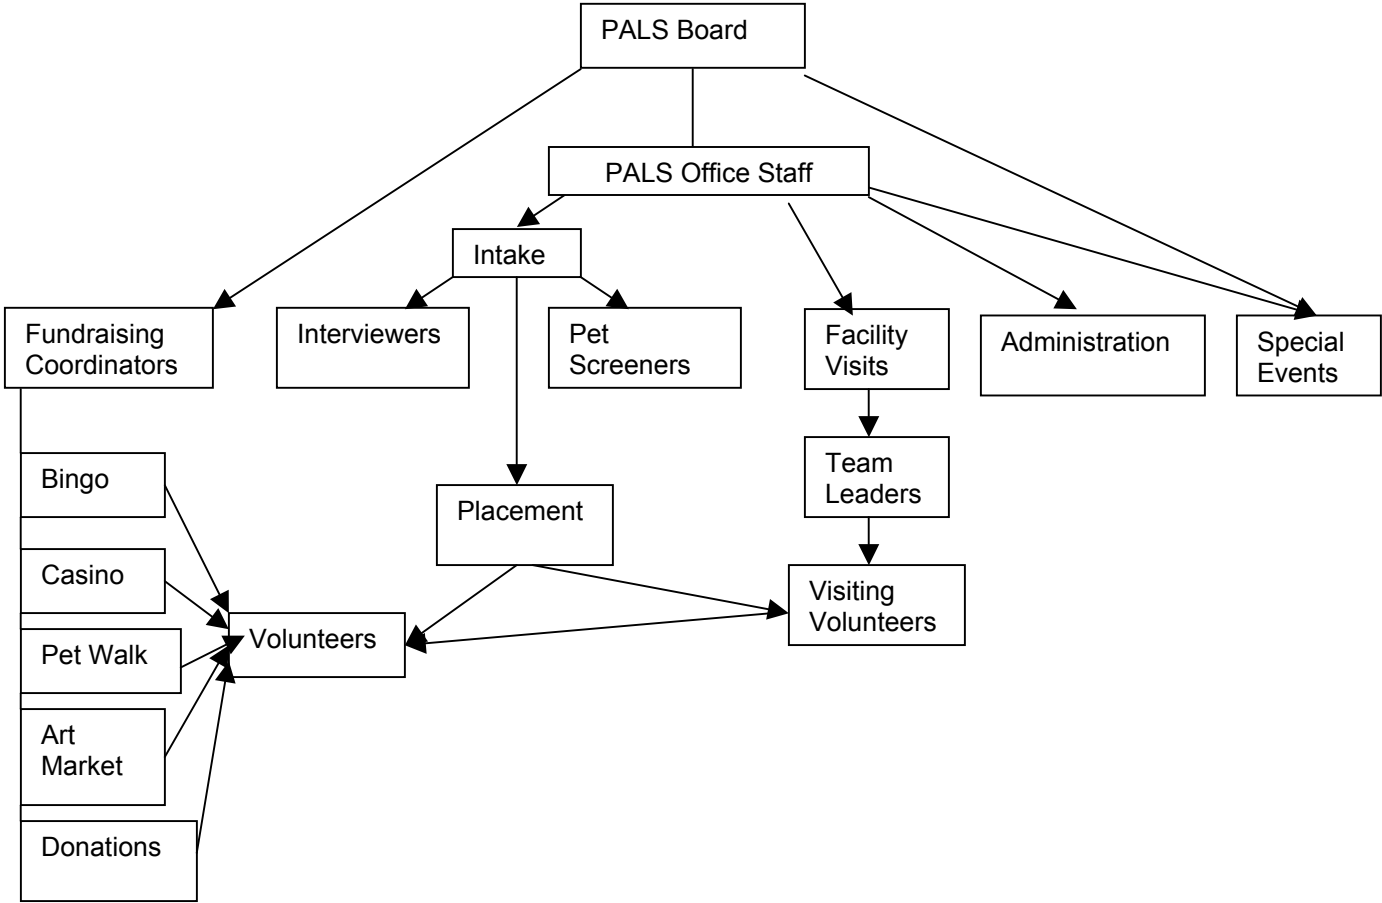 PALS Board
PALS Office Staff
Intake
Fundraising
Coordinators
Interviewers
Pet
Screeners
Facility
Visits
Administration
Special
Events
Bingo
Casino
Pet Walk
Art
Market
Donations
Placement
Volunteers
Team
Leaders
Visiting
Volunteers